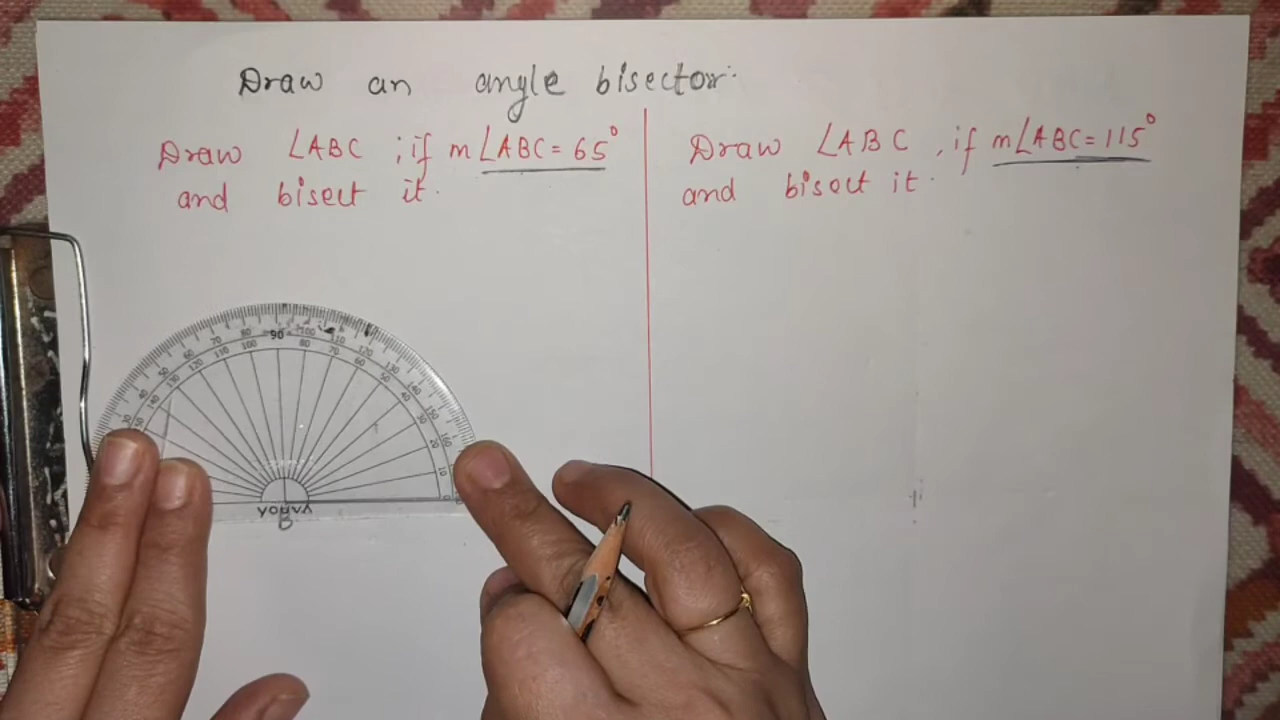 Draw an angle bisector.
Draw ∠ABC ; if m∠ABC = 65°
and bisect it.
Draw ∠ABC , if m∠ABC = 115°
and bisect it.
90
B